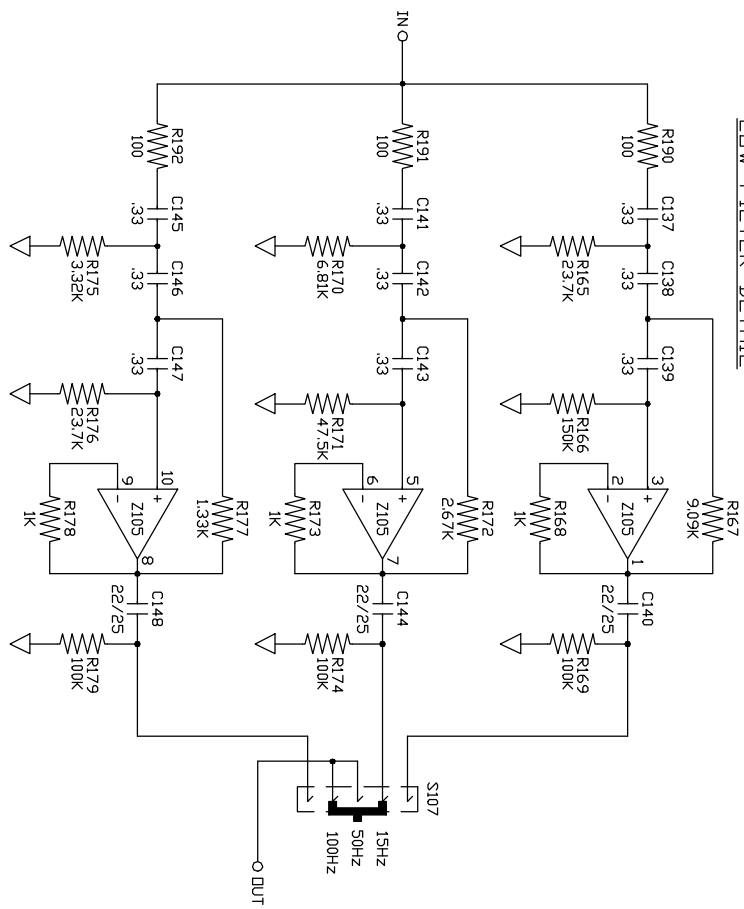 LOW FILTER DETAIL
IN
R190
100
C137
.33
R165
23.7K
C138
.33
C139
.33
R166
150K
R167
9.09K
3
+
2
−
Z105
1
R168
1K
C140
22/25
R169
100K
R191
100
C141
.33
R170
6.81K
C142
.33
C143
.33
R171
47.5K
R172
2.67K
5
+
6
−
Z105
7
R173
1K
C144
22/25
R174
100K
R192
100
C145
.33
R175
3.32K
C146
.33
C147
.33
R176
23.7K
R177
1.33K
10
+
9
−
Z105
8
R178
1K
C148
22/25
R179
100K
S107
15Hz
50Hz
100Hz
OUT